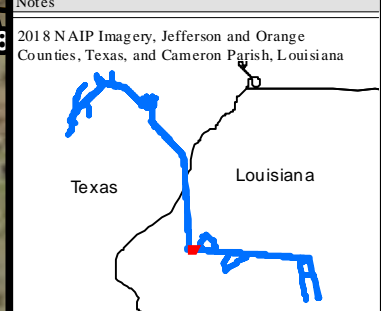 Notes
2018 NAIP Imagery, Jefferson and Orange
Counties, Texas, and Cameron Parish, Louisiana
Texas
Louisiana